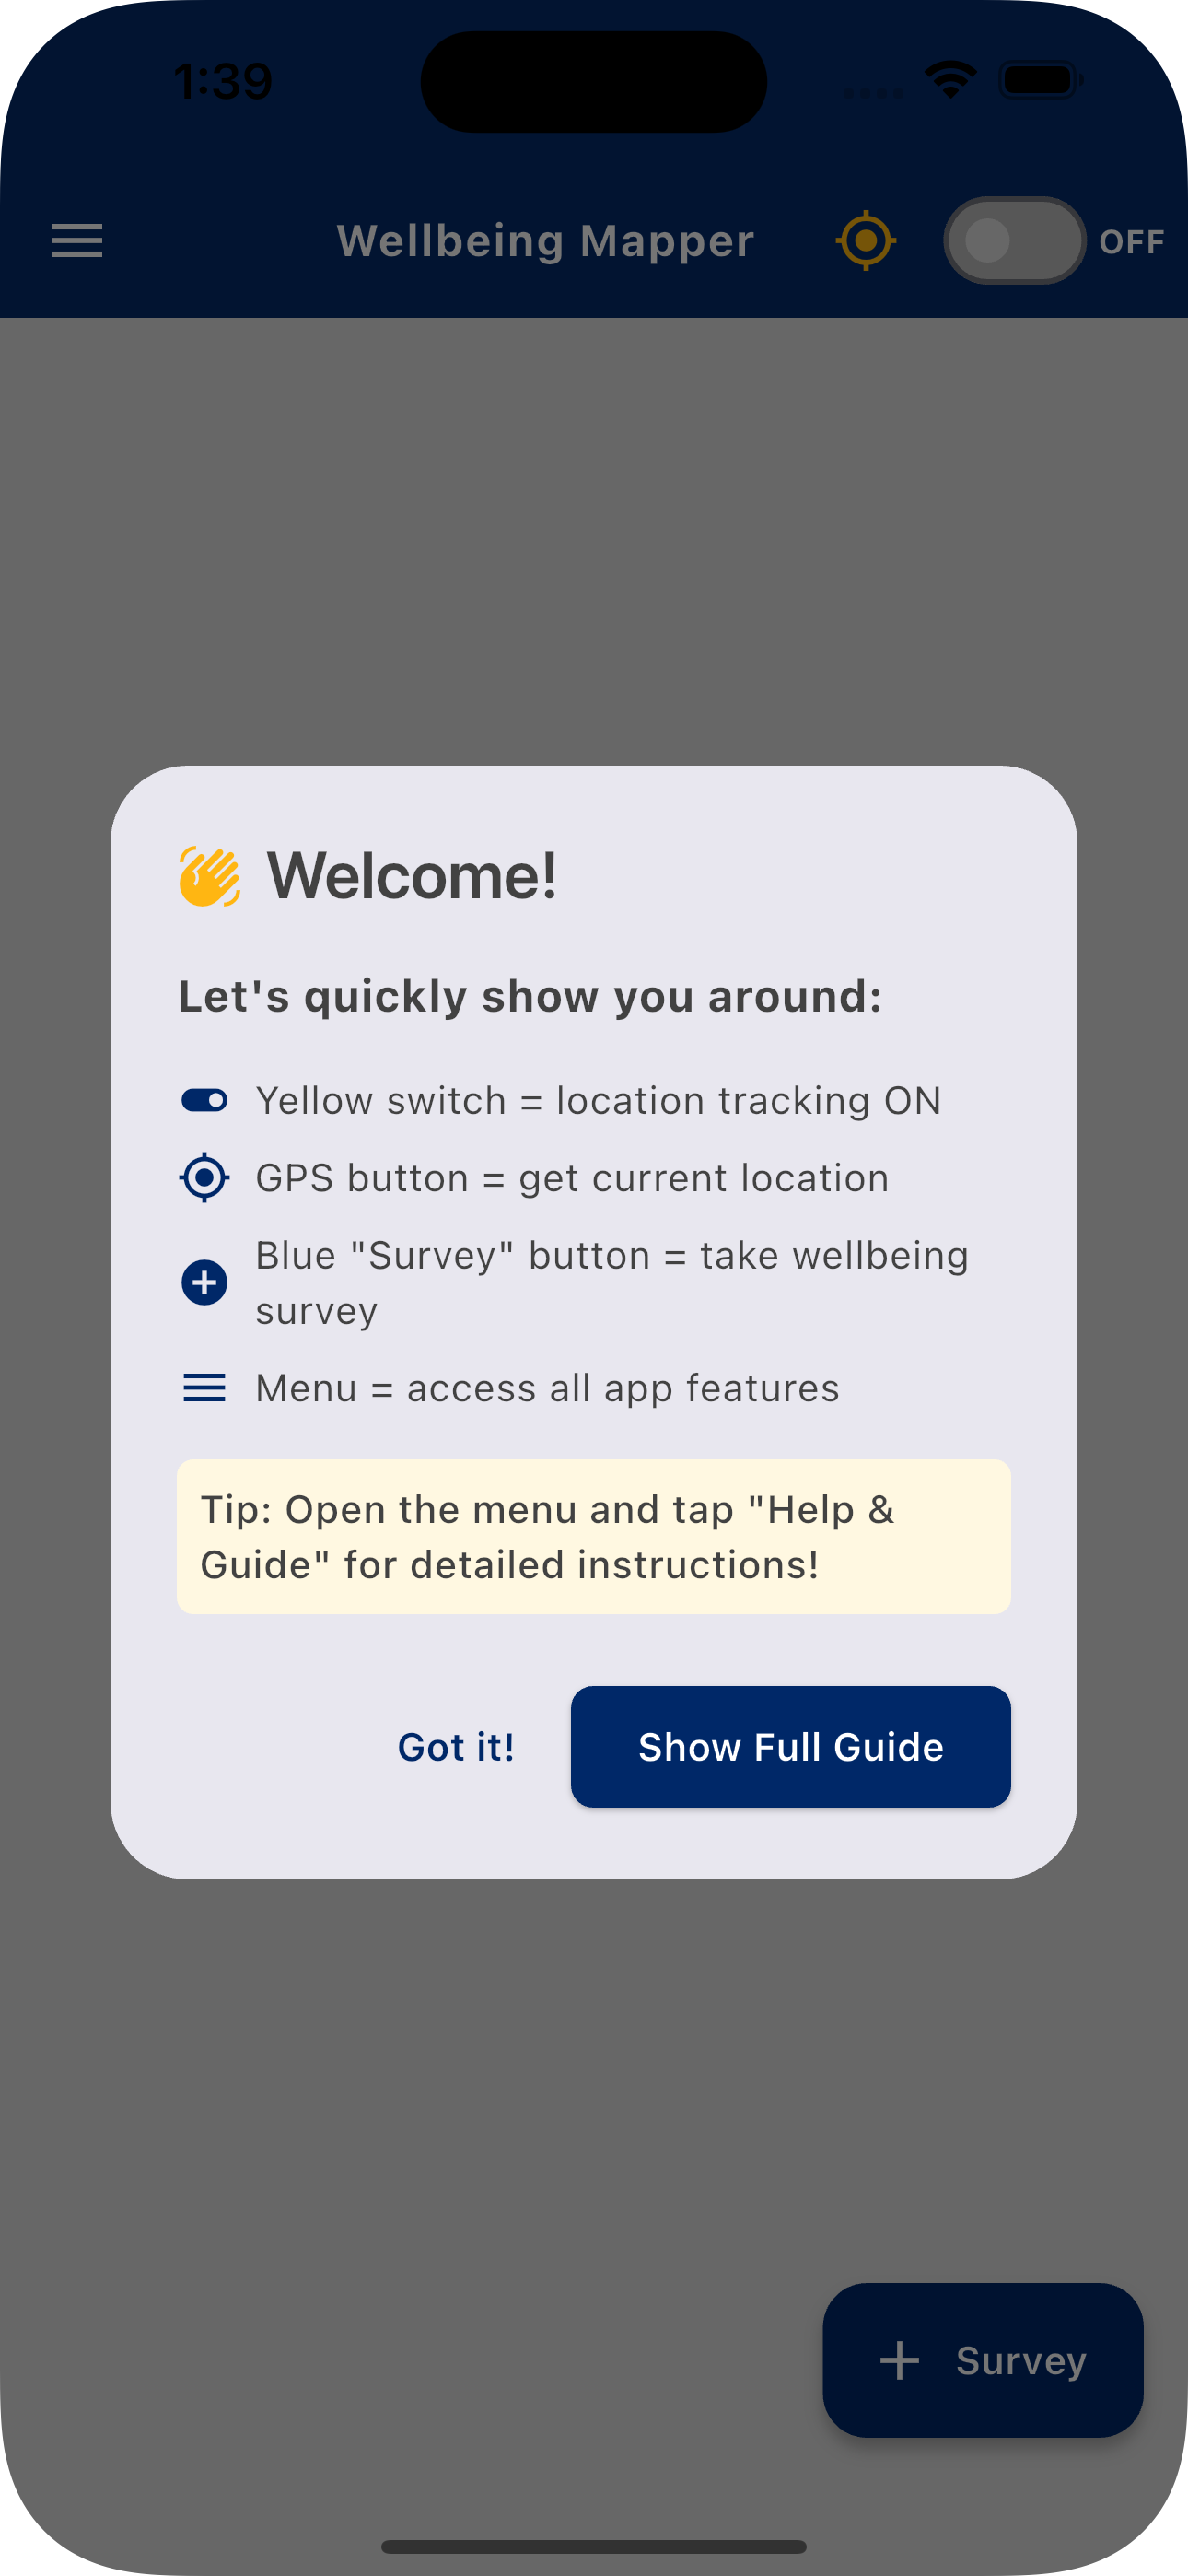 1:39
Wellbeing Mapper
OFF
Welcome!
Let's quickly show you around:
Yellow switch = location tracking ON
GPS button = get current location
Blue "Survey" button = take wellbeing
survey
Menu = access all app features
Tip: Open the menu and tap "Help &
Guide" for detailed instructions!
Got it!
Show Full Guide
Survey